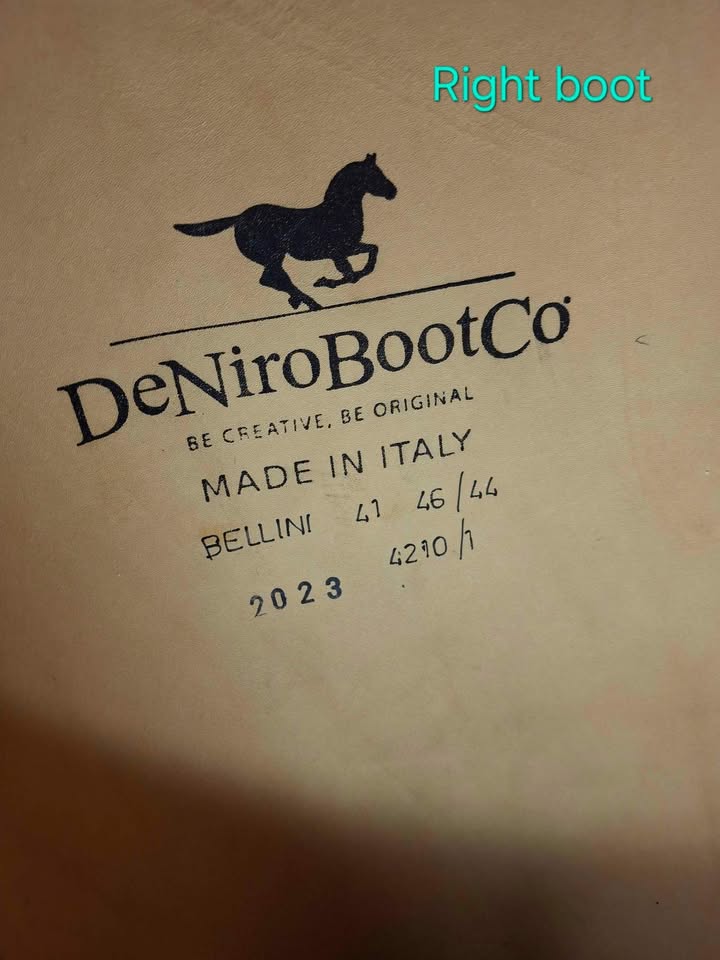 Right boot
DeNiroBootCo
BE CREATIVE, BE ORIGINAL
MADE IN ITALY
BELLINI 41 46/44
4210/1
2023